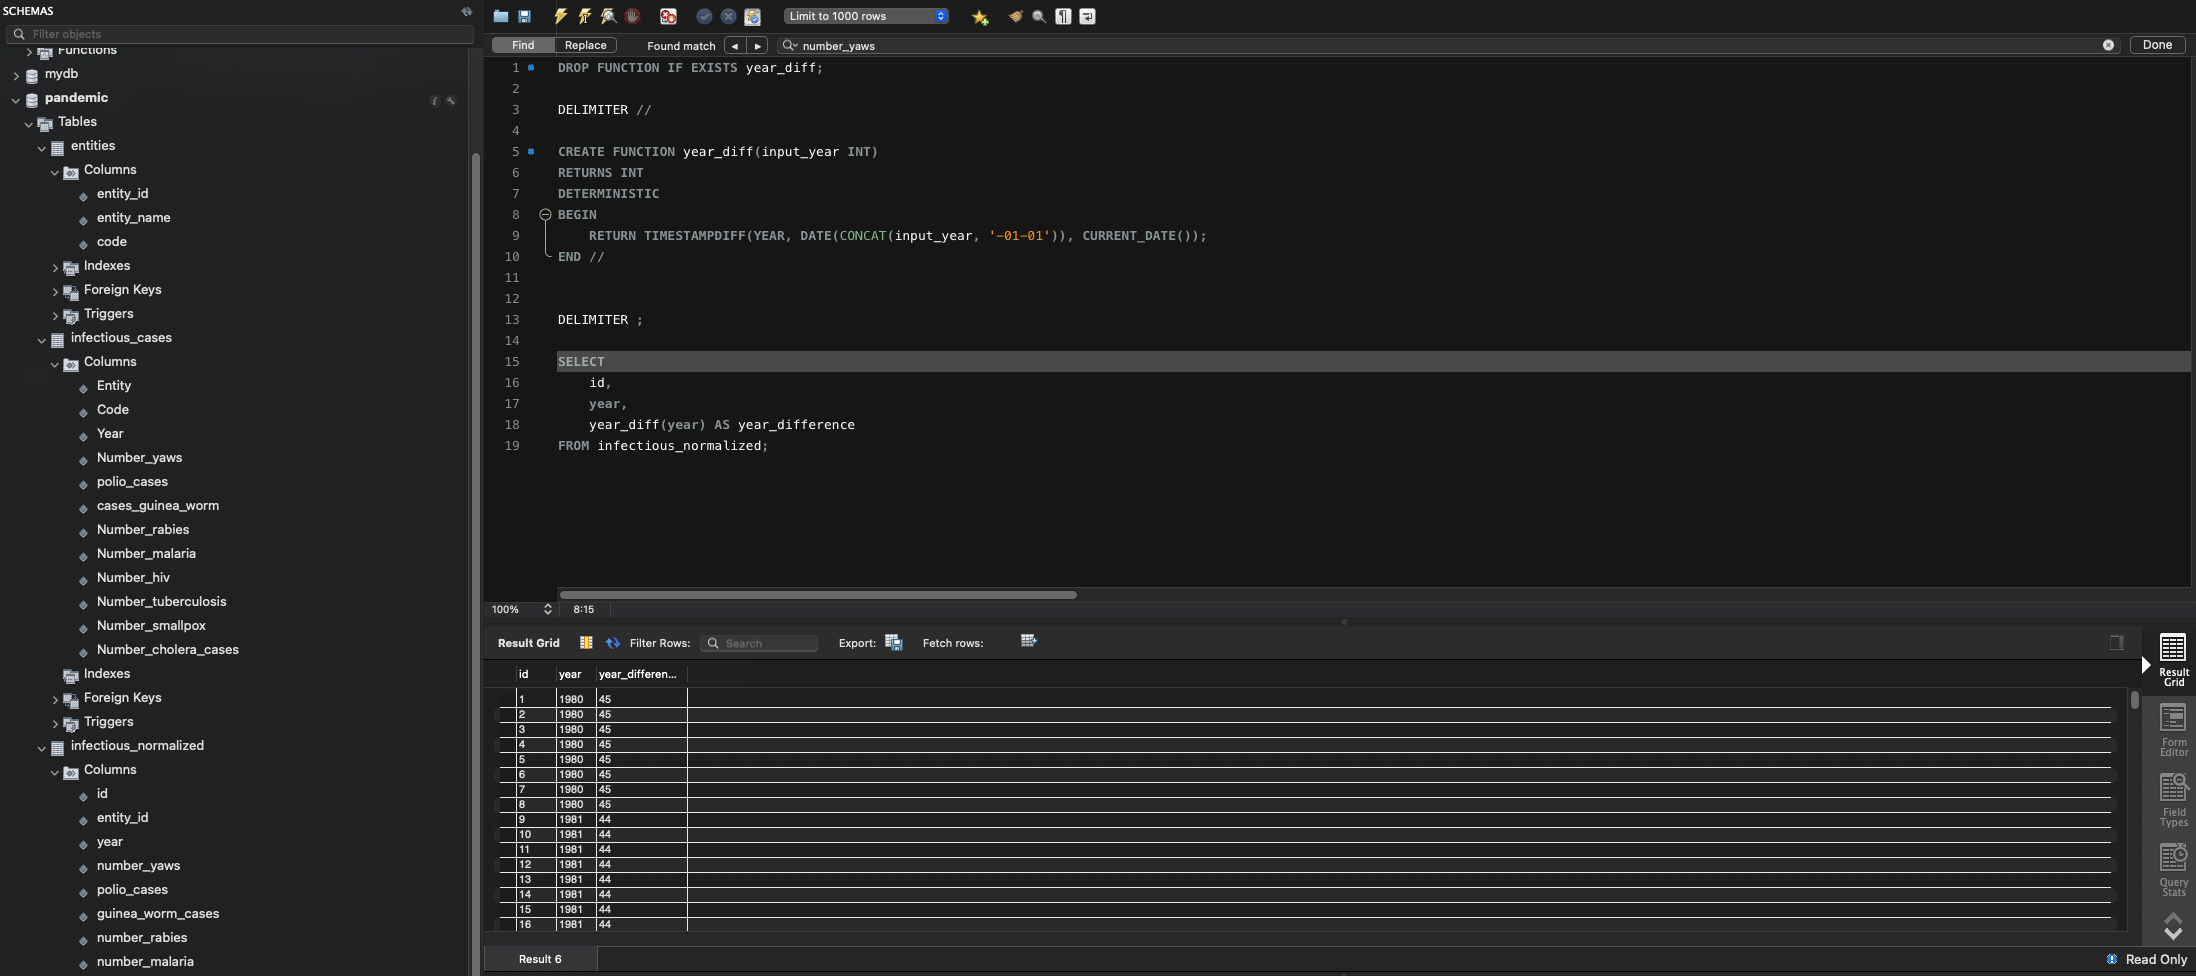 SCHEMAS
Filter objects
Functions
mydb
pandemic
Tables
entities
Columns
entity_id
entity_name
code
Indexes
Foreign Keys
Triggers
infectious_cases
Columns
Entity
Code
Year
Number_yaws
polio_cases
cases_guinea_worm
Number_rabies
Number_malaria
Number_hiv
Number_tuberculosis
Number_smallpox
Number_cholera_cases
Indexes
Foreign Keys
Triggers
infectious_normalized
Columns
id
entity_id
year
number_yaws
polio_cases
guinea_worm_cases
number_rabies
number_malaria
Limit to 1000 rows
Find Replace Found match number_yaws Done
1 DROP FUNCTION IF EXISTS year_diff;
2
3 DELIMITER //
4
5 CREATE FUNCTION year_diff(input_year INT)
6 RETURNS INT
7 DETERMINISTIC
8 BEGIN
9 RETURN TIMESTAMPDIFF(YEAR, DATE(CONCAT(input_year, '-01-01')), CURRENT_DATE());
10 END //
11
12
13 DELIMITER ;
14
15 SELECT
16 id,
17 year,
18 year_diff(year) AS year_difference
19 FROM infectious_normalized;
100% 8:15
Result Grid Filter Rows: Search Export: Fetch rows:
id year year_differen...
1 1980 45
2 1980 45
3 1980 45
4 1980 45
5 1980 45
6 1980 45
7 1980 45
8 1980 45
9 1981 44
10 1981 44
11 1981 44
12 1981 44
13 1981 44
14 1981 44
15 1981 44
16 1981 44
Result
Grid
Form
Editor
Field
Types
Query
Stats
Result 6
Read Only